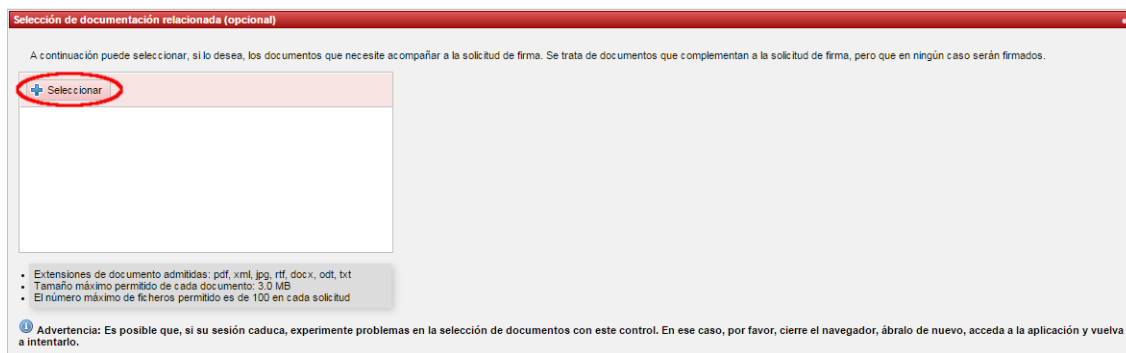 Selección de documentación relacionada (opcional)
A continuación puede seleccionar, si lo desea, los documentos que necesite acompañar a la solicitud de firma. Se trata de documentos que complementan a la solicitud de firma, pero que en ningún caso serán firmados.
Seleccionar
Extensiones de documento admitidas: pdf, xml, jpg, rtf, docx, odt, txt
Tamaño máximo permitido de cada documento: 3.0 MB
El número máximo de ficheros permitido es de 100 en cada solicitud
Advertencia: Es posible que, si su sesión caduca, experimente problemas en la selección de documentos con este control. En ese caso, por favor, cierre el navegador, ábralo de nuevo, acceda a la aplicación y vuelva
a intentarlo.